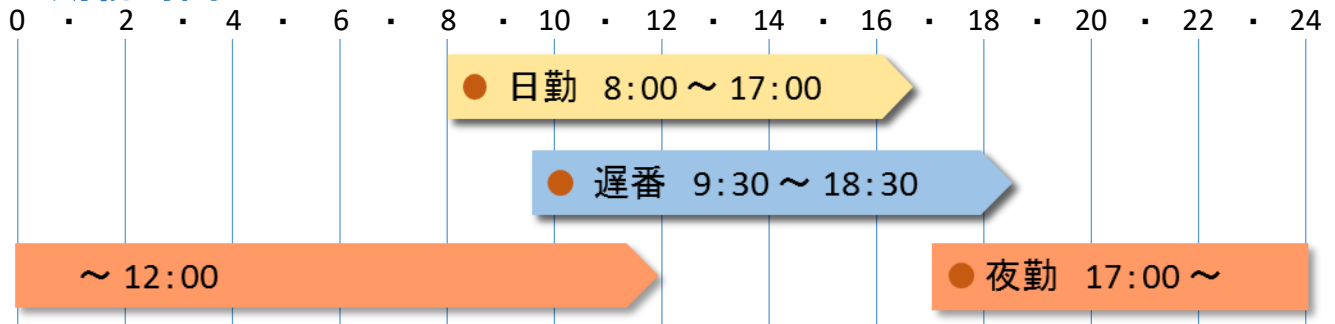 0 ・ 2 ・ 4 ・ 6 ・ 8 ・ 10 ・ 12 ・ 14 ・ 16 ・ 18 ・ 20 ・ 22 ・ 24
● 日勤 8:00 ～ 17:00
● 遅番 9:30 ～ 18:30
～ 12:00 ● 夜勤 17:00 ～